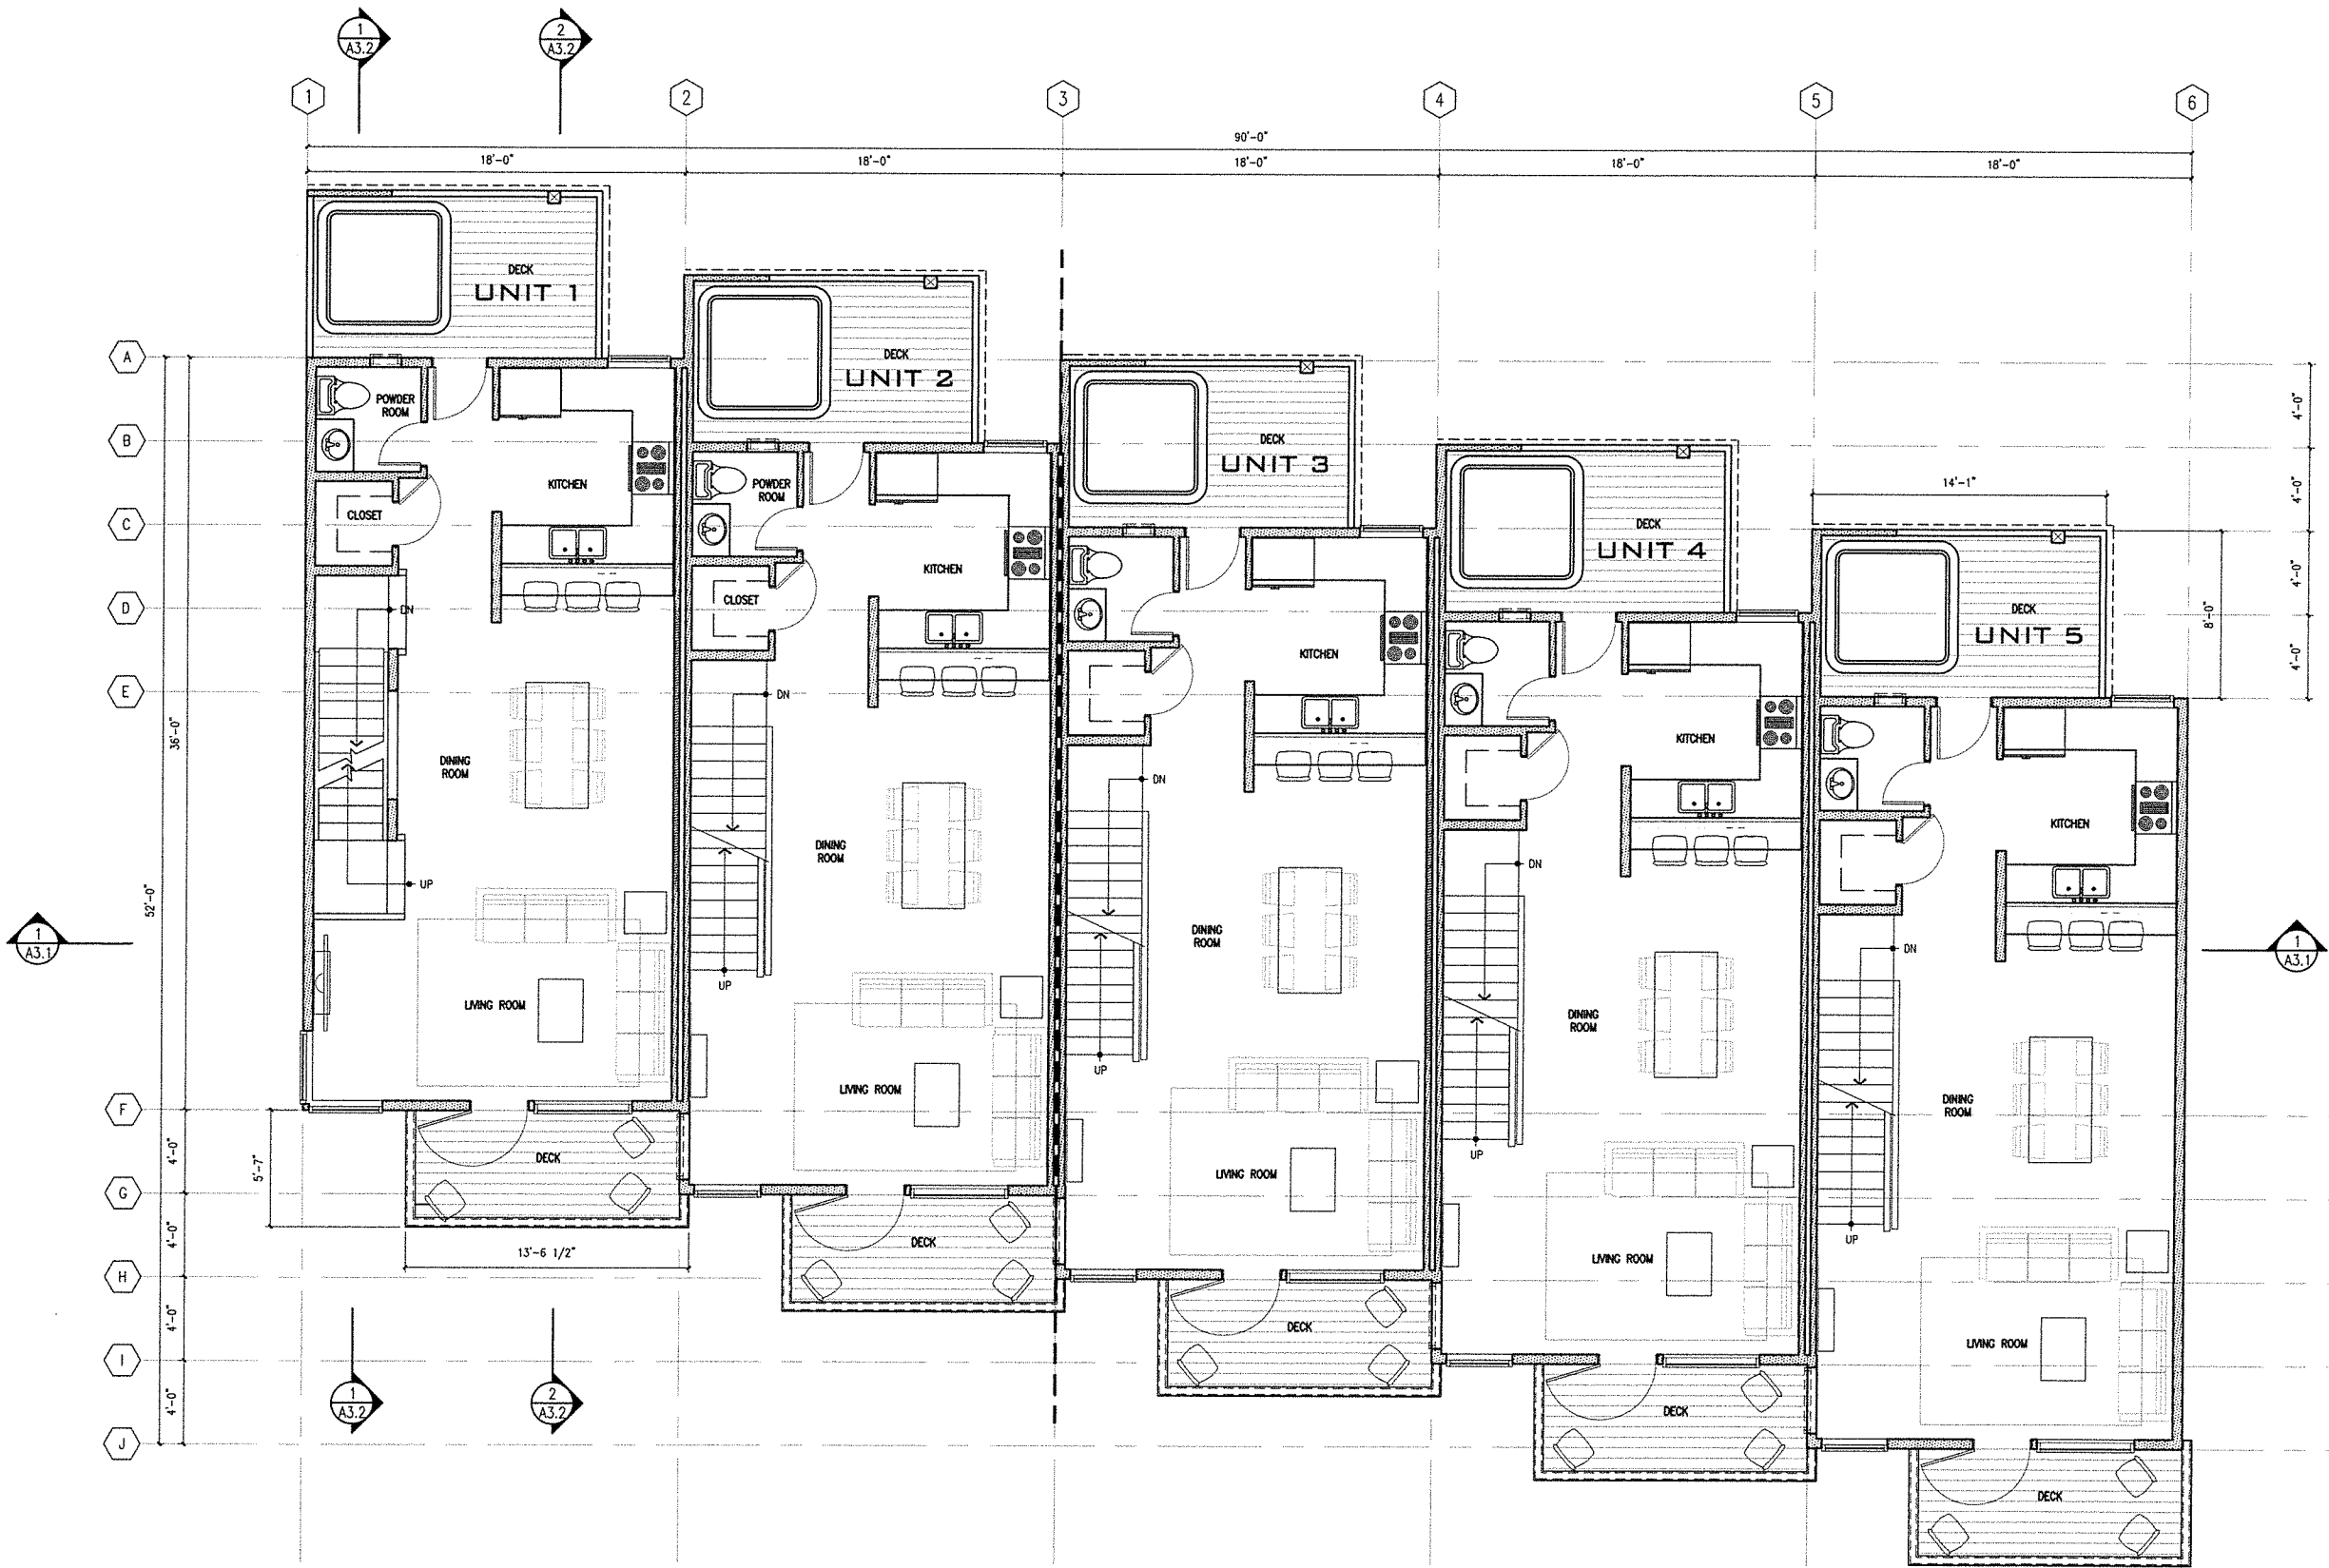 1
A3.2
2
A3.2
1
2
3
4
5
6
90'-0"
18'-0"
18'-0"
18'-0"
18'-0"
18'-0"
DECK
UNIT 1
DECK
UNIT 2
DECK
UNIT 3
DECK
UNIT 4
DECK
UNIT 5
14'-1"
8'-0"
4'-0"
4'-0"
4'-0"
4'-0"
A
B
C
D
E
F
G
H
I
J
36'-0"
52'-0"
4'-0"
4'-0"
4'-0"
4'-0"
5'-7"
13'-6 1/2"
POWDER
ROOM
CLOSET
KITCHEN
DN
DINING
ROOM
UP
LIVING ROOM
DECK
POWDER
ROOM
CLOSET
KITCHEN
DN
DINING
ROOM
UP
LIVING ROOM
DECK
KITCHEN
DN
DINING
ROOM
UP
LIVING ROOM
DECK
KITCHEN
DN
DINING
ROOM
UP
LIVING ROOM
DECK
KITCHEN
DN
DINING
ROOM
UP
LIVING ROOM
DECK
1
A3.1
1
A3.1
1
A3.2
2
A3.2